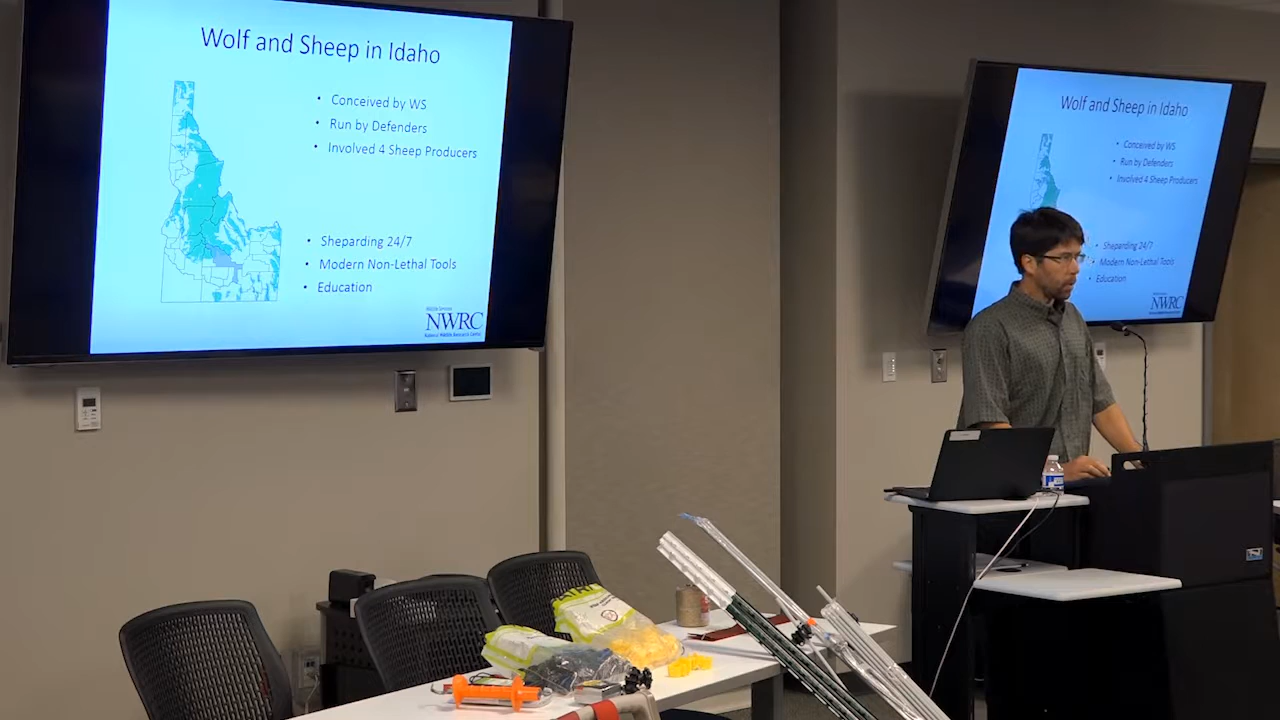 Wolf and Sheep in Idaho
• Conceived by WS
• Run by Defenders
• Involved 4 Sheep Producers
• Sheparding 24/7
• Modern Non-Lethal Tools
• Education
NWRC
Wolf and Sheep in Idaho
• Conceived by WS
• Run by Defenders
• Involved 4 Sheep Producers
• Sheparding 24/7
• Modern Non-Lethal Tools
• Education
NWRC